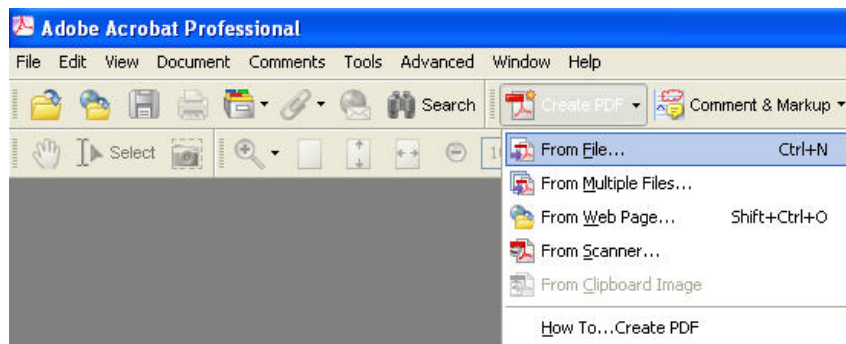 Adobe Acrobat Professional
File Edit View Document Comments Tools Advanced Window Help
Search Create PDF Comment & Markup
Select
From File... Ctrl+N
From Multiple Files...
From Web Page... Shift+Ctrl+O
From Scanner...
From Clipboard Image
How To...Create PDF